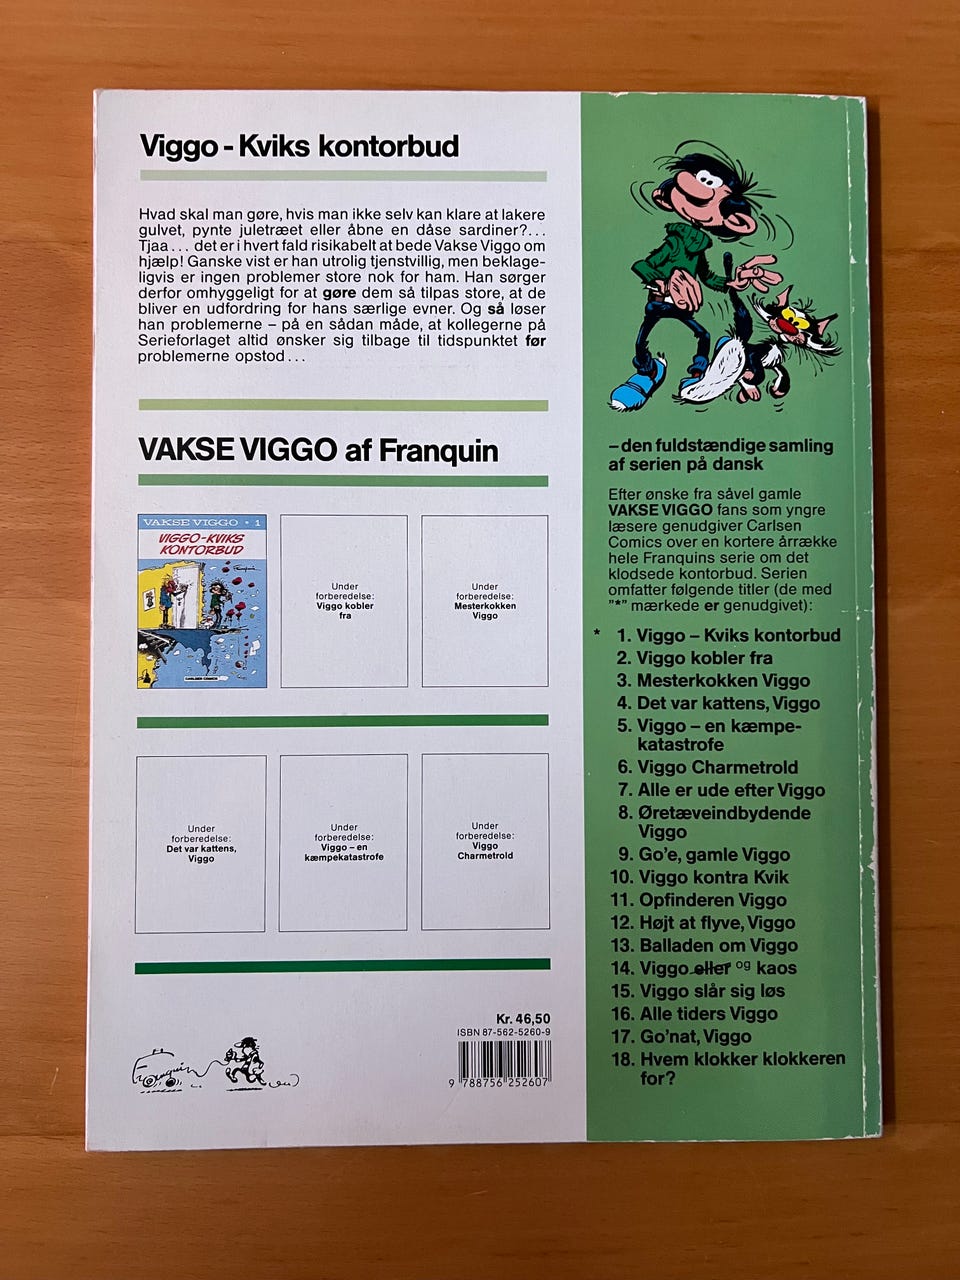 Viggo - Kviks kontorbud
Hvad skal man gøre, hvis man ikke selv kan klare at lakere
gulvet, pynte juletræet eller åbne en dåse sardiner?...
Tjaa... det er i hvert fald risikabelt at bede Vakse Viggo om
hjælp! Ganske vist er han utrolig tjenstvillig, men beklage-
ligvis er ingen problemer store nok for ham. Han sørger
derfor omhyggeligt for at gøre dem så tilpas store, at de
bliver en udfordring for hans særlige evner. Og så løser
han problemerne – på en sådan måde, at kollegerne på
Serieforlaget altid ønsker sig tilbage til tidspunktet før
problemerne opstod...
VAKSE VIGGO af Franquin
VAKSE VIGGO • 1
VIGGO-KVIKS
KONTORBUD
Franquin
CARLSEN COMICS
Under
forberedelse:
Viggo kobler
fra
Under
forberedelse:
Mesterkokken
Viggo
Under
forberedelse:
Det var kattens,
Viggo
Under
forberedelse:
Viggo – en
kæmpekatastrofe
Under
forberedelse:
Viggo
Charmetrold
Franquin
Kr. 46,50
ISBN 87-562-5260-9
9 788756 252607
– den fuldstændige samling
af serien på dansk
Efter ønske fra såvel gamle
VAKSE VIGGO fans som yngre
læsere genudgiver Carlsen
Comics over en kortere årrække
hele Franquins serie om det
klodsede kontorbud. Serien
omfatter følgende titler (de med
"*" mærkede er genudgivet):
* 1. Viggo – Kviks kontorbud
2. Viggo kobler fra
3. Mesterkokken Viggo
4. Det var kattens, Viggo
5. Viggo – en kæmpe-
katastrofe
6. Viggo Charmetrold
7. Alle er ude efter Viggo
8. Øretæveindbydende
Viggo
9. Go'e, gamle Viggo
10. Viggo kontra Kvik
11. Opfinderen Viggo
12. Højt at flyve, Viggo
13. Balladen om Viggo
14. Viggo eller og kaos
15. Viggo slår sig løs
16. Alle tiders Viggo
17. Go'nat, Viggo
18. Hvem klokker klokkeren
for?